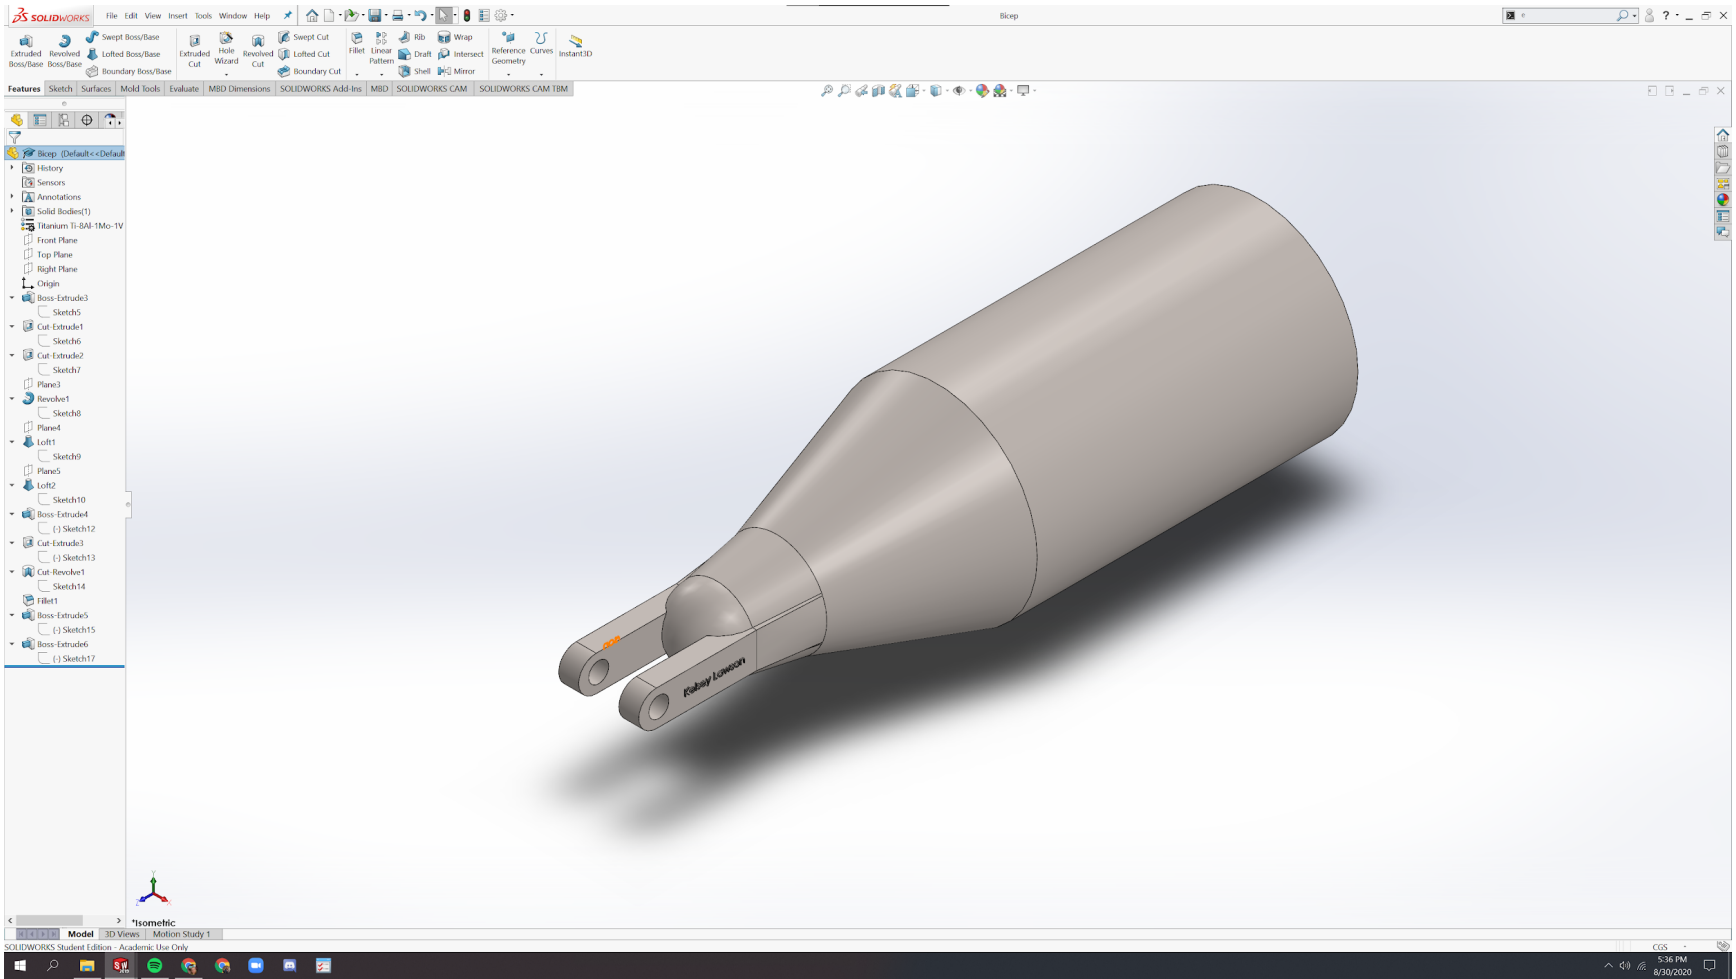 SOLIDWORKS File Edit View Insert Tools Window Help Bicep
Extruded Boss/Base Revolved Boss/Base Swept Boss/Base Lofted Boss/Base Boundary Boss/Base Extruded Cut Hole Wizard Revolved Cut Swept Cut Lofted Cut Boundary Cut Fillet Linear Pattern Rib Draft Shell Wrap Intersect Mirror Reference Geometry Curves Instant3D
Features Sketch Surfaces Mold Tools Evaluate MBD Dimensions SOLIDWORKS Add-Ins MBD SOLIDWORKS CAM SOLIDWORKS CAM TBM
Bicep (Default<<Default
History
Sensors
Annotations
Solid Bodies(1)
Titanium Ti-8Al-1Mo-1V
Front Plane
Top Plane
Right Plane
Origin
Boss-Extrude3
Sketch5
Cut-Extrude1
Sketch6
Cut-Extrude2
Sketch7
Plane3
Revolve1
Sketch8
Plane4
Loft1
Sketch9
Plane5
Loft2
Sketch10
Boss-Extrude4
(-) Sketch12
Cut-Extrude3
(-) Sketch13
Cut-Revolve1
Sketch14
Fillet1
Boss-Extrude5
(-) Sketch15
Boss-Extrude6
(-) Sketch17
Kelsey Lawson
*Isometric
Model 3D Views Motion Study 1
SOLIDWORKS Student Edition - Academic Use Only CGS
5:36 PM
8/30/2020